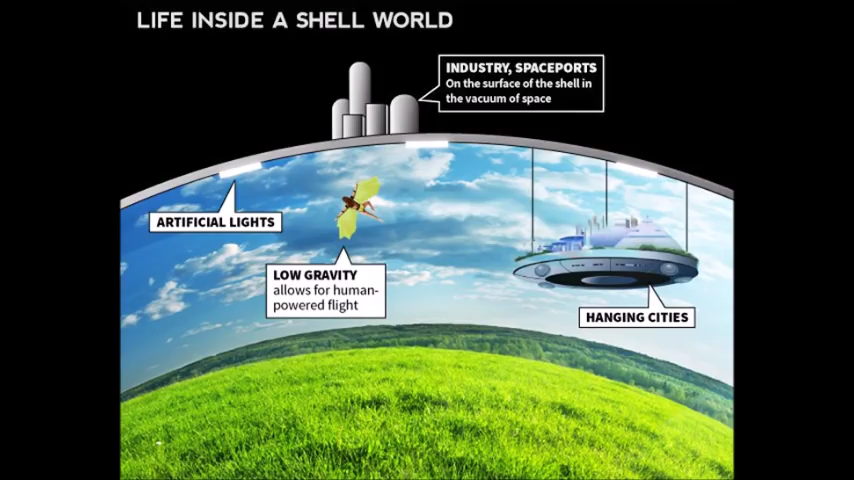 LIFE INSIDE A SHELL WORLD
INDUSTRY, SPACEPORTS
On the surface of the shell in
the vacuum of space
ARTIFICIAL LIGHTS
LOW GRAVITY
allows for human-
powered flight
HANGING CITIES